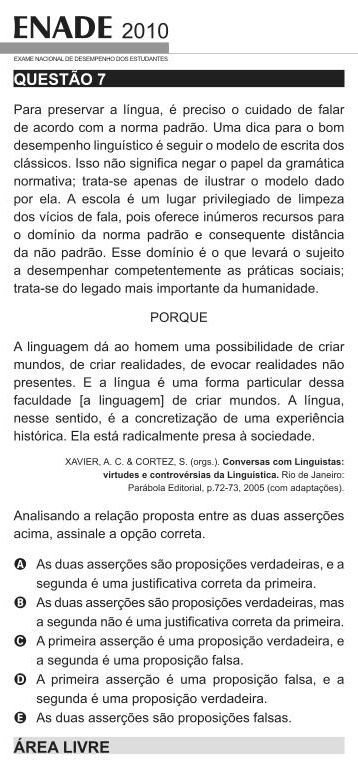 ENADE 2010
EXAME NACIONAL DE DESEMPENHO DOS ESTUDANTES
QUESTÃO 7
Para preservar a língua, é preciso o cuidado de falar
de acordo com a norma padrão. Uma dica para o bom
desempenho linguístico é seguir o modelo de escrita dos
clássicos. Isso não significa negar o papel da gramática
normativa; trata-se apenas de ilustrar o modelo dado
por ela. A escola é um lugar privilegiado de limpeza
dos vícios de fala, pois oferece inúmeros recursos para
o domínio da norma padrão e consequente distância
da não padrão. Esse domínio é o que levará o sujeito
a desempenhar competentemente as práticas sociais;
trata-se do legado mais importante da humanidade.
PORQUE
A linguagem dá ao homem uma possibilidade de criar
mundos, de criar realidades, de evocar realidades não
presentes. E a língua é uma forma particular dessa
faculdade [a linguagem] de criar mundos. A língua,
nesse sentido, é a concretização de uma experiência
histórica. Ela está radicalmente presa à sociedade.
XAVIER, A. C. & CORTEZ, S. (orgs.). Conversas com Linguistas:
virtudes e controvérsias da Linguística. Rio de Janeiro:
Parábola Editorial, p.72-73, 2005 (com adaptações).
Analisando a relação proposta entre as duas asserções
acima, assinale a opção correta.
A As duas asserções são proposições verdadeiras, e a
segunda é uma justificativa correta da primeira.
B As duas asserções são proposições verdadeiras, mas
a segunda não é uma justificativa correta da primeira.
C A primeira asserção é uma proposição verdadeira, e
a segunda é uma proposição falsa.
D A primeira asserção é uma proposição falsa, e a
segunda é uma proposição verdadeira.
E As duas asserções são proposições falsas.
ÁREA LIVRE